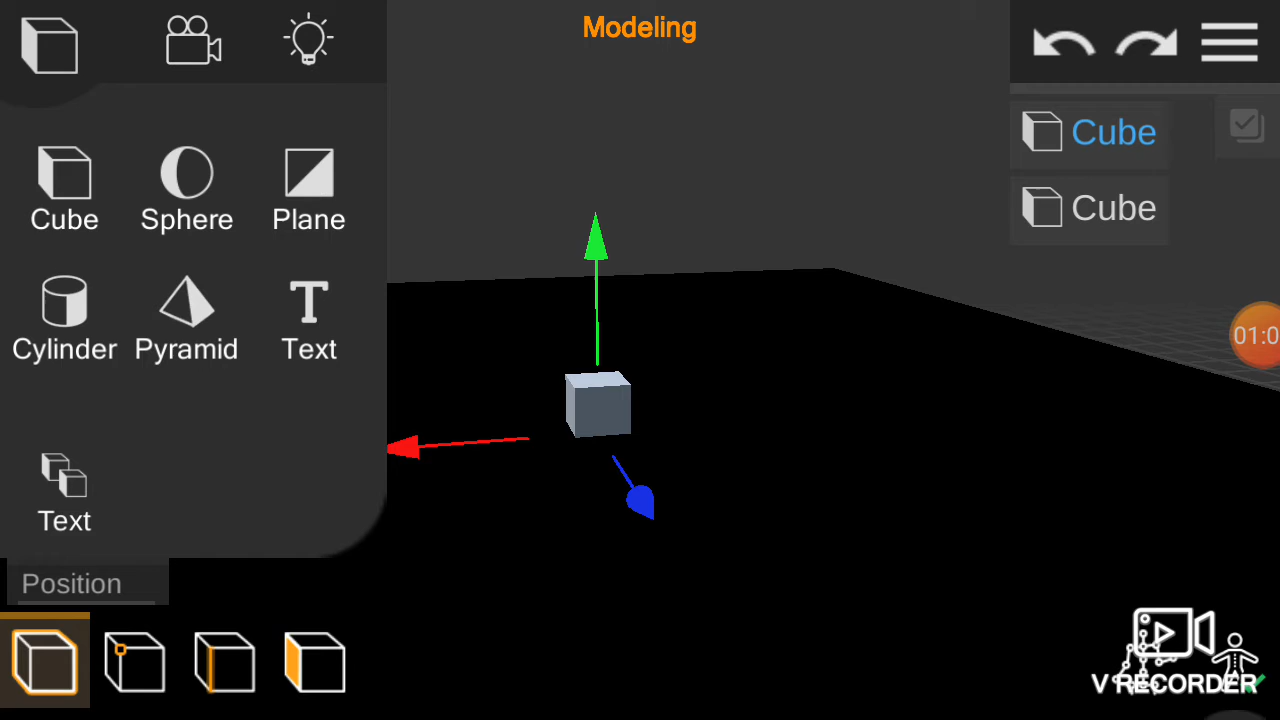 Modeling
Cube
Cube
Cube
Sphere
Plane
Cylinder
Pyramid
Text
Text
Position
01:0
V RECORDER